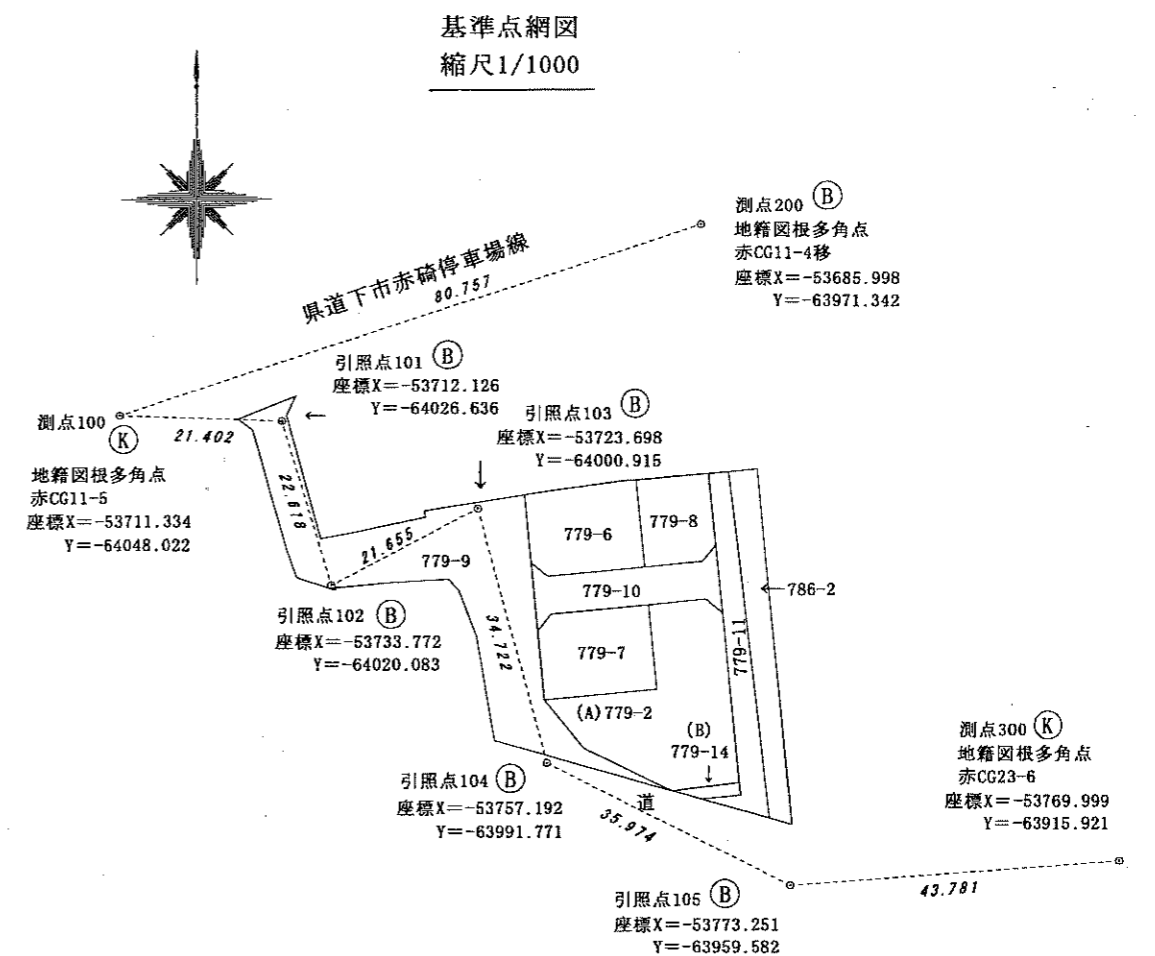 基準点網図
縮尺1/1000
測点200 Ⓑ
地籍図根多角点
赤CG11-4移
座標X=-53685.998
Y=-63971.342
県道下市赤碕停車場線
80.757
引照点101 Ⓑ
座標X=-53712.126
Y=-64026.636
←
引照点103 Ⓑ
座標X=-53723.698
Y=-64000.915
↓
測点100
Ⓚ
21.402
地籍図根多角点
赤CG11-5
座標X=-53711.334
Y=-64048.022
22.618
21.655
779-9
779-6
779-8
779-10
←786-2
引照点102 Ⓑ
座標X=-53733.772
Y=-64020.083
34.722
779-7
779-11
(A)779-2
(B)
779-14
↓
測点300 Ⓚ
地籍図根多角点
赤CG23-6
座標X=-53769.999
Y=-63915.921
引照点104 Ⓑ
座標X=-53757.192
Y=-63991.771
道
35.974
43.781
引照点105 Ⓑ
座標X=-53773.251
Y=-63959.582